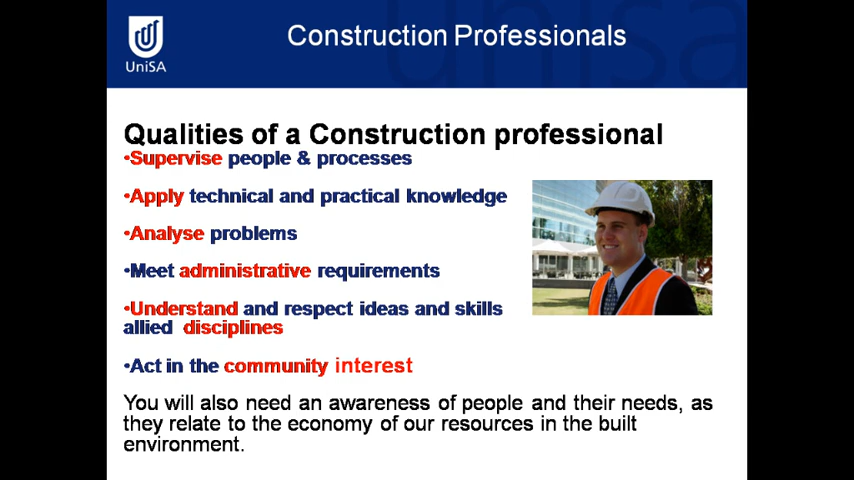 UniSA
Construction Professionals
Qualities of a Construction professional
•Supervise people & processes
•Apply technical and practical knowledge
•Analyse problems
•Meet administrative requirements
•Understand and respect ideas and skills
allied disciplines
•Act in the community interest
You will also need an awareness of people and their needs, as
they relate to the economy of our resources in the built
environment.